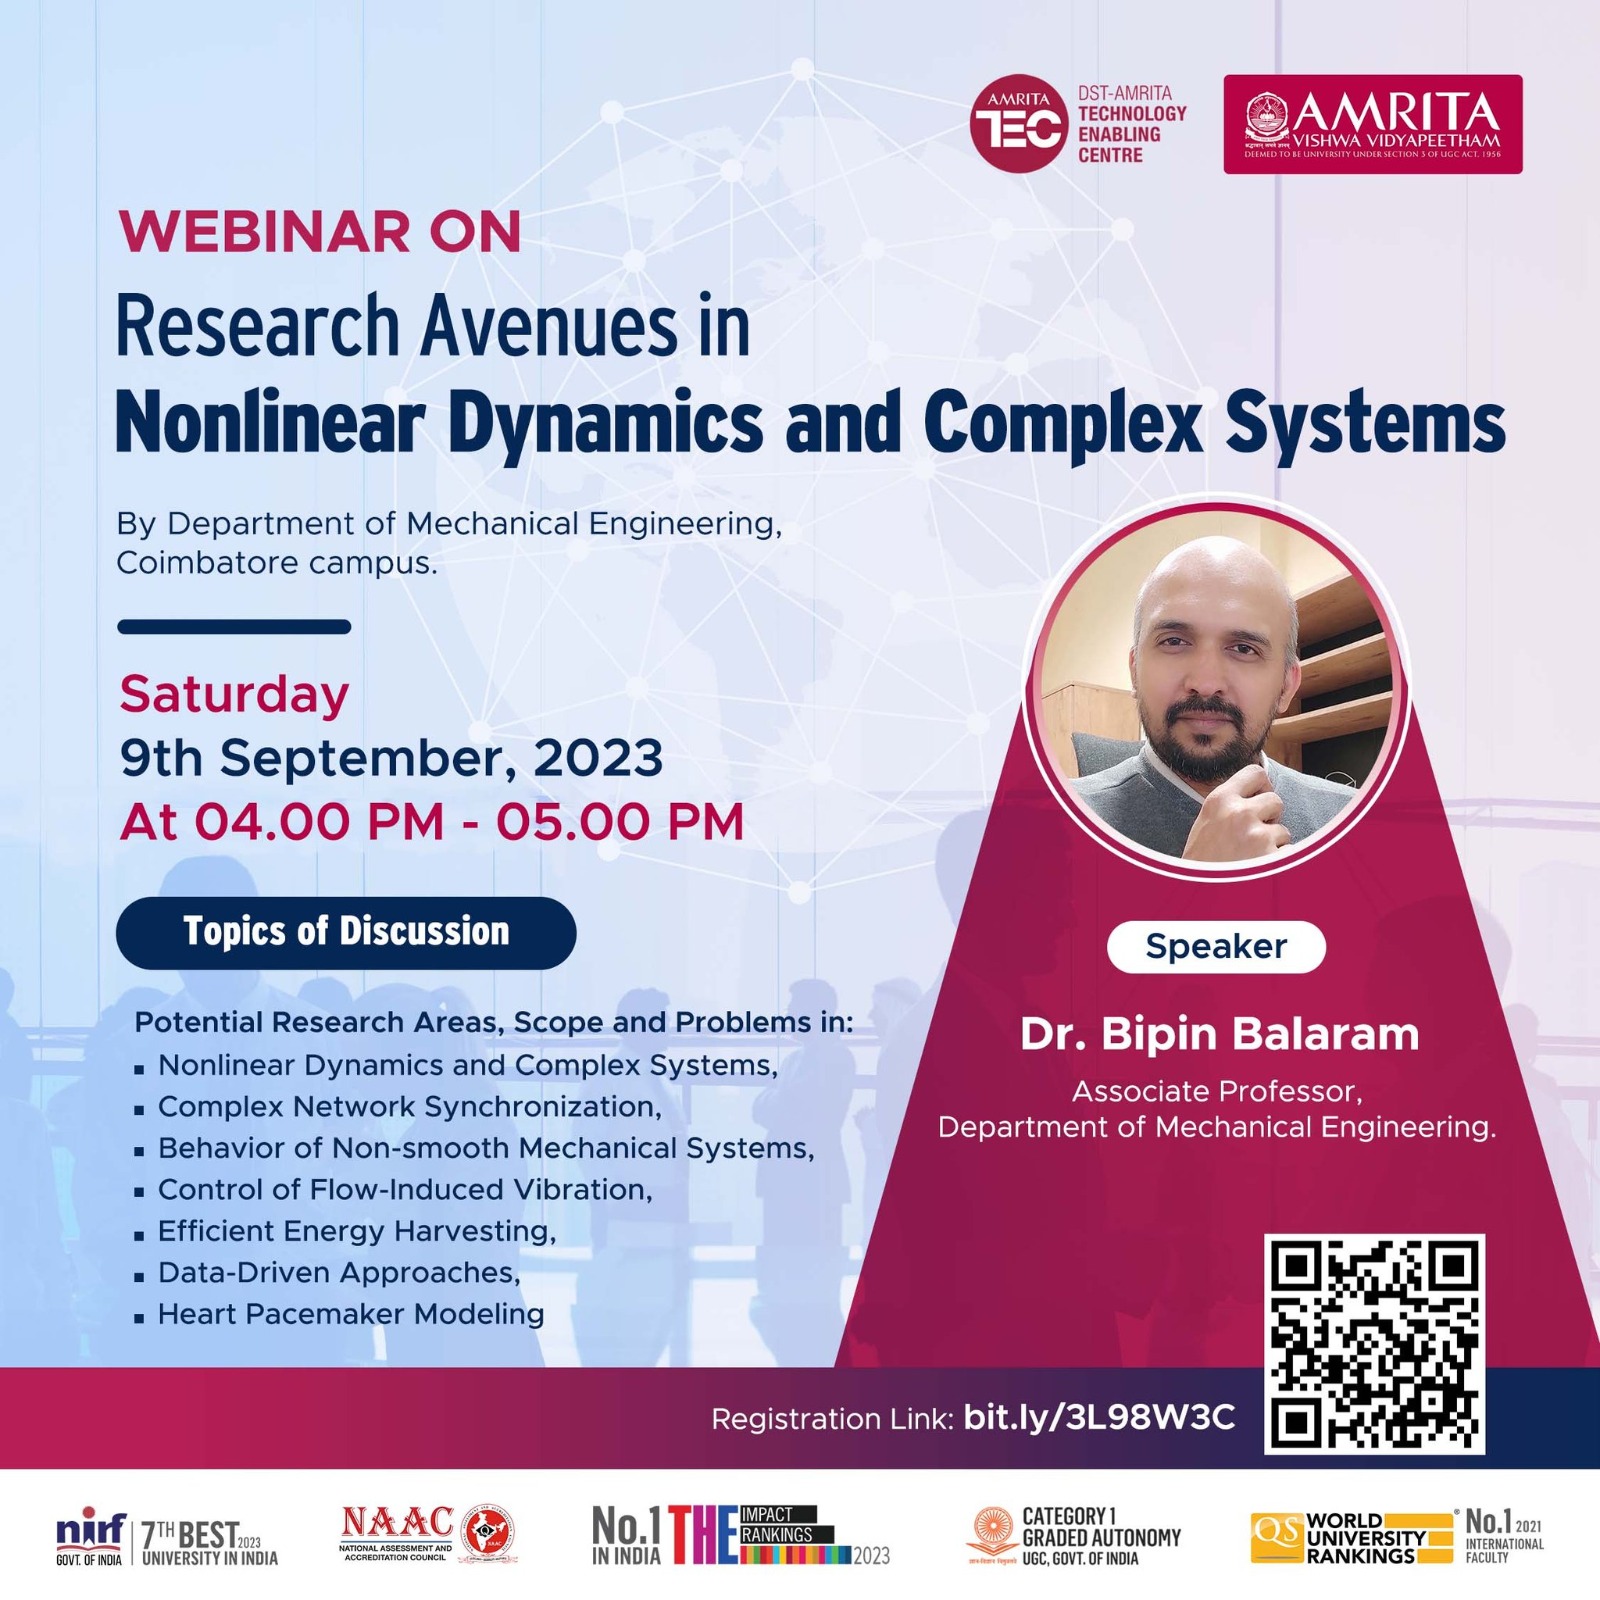 AMRITA
TEC
DST-AMRITA
TECHNOLOGY
ENABLING
CENTRE
AMRITA
VISHWA VIDYAPEETHAM
DEEMED TO BE UNIVERSITY UNDER SECTION 3 OF UGC ACT, 1956
WEBINAR ON
Research Avenues in
Nonlinear Dynamics and Complex Systems
By Department of Mechanical Engineering,
Coimbatore campus.
Saturday
9th September, 2023
At 04.00 PM - 05.00 PM
Topics of Discussion
Potential Research Areas, Scope and Problems in:
▪ Nonlinear Dynamics and Complex Systems,
▪ Complex Network Synchronization,
▪ Behavior of Non-smooth Mechanical Systems,
▪ Control of Flow-Induced Vibration,
▪ Efficient Energy Harvesting,
▪ Data-Driven Approaches,
▪ Heart Pacemaker Modeling
Speaker
Dr. Bipin Balaram
Associate Professor,
Department of Mechanical Engineering.
Registration Link: bit.ly/3L98W3C
nirf
GOVT. OF INDIA
7TH BEST 2023
UNIVERSITY IN INDIA
NAAC
NATIONAL ASSESSMENT AND
ACCREDITATION COUNCIL
No.1
IN INDIA
THE
IMPACT
RANKINGS
2023
CATEGORY 1
GRADED AUTONOMY
UGC, GOVT. OF INDIA
QS
WORLD
UNIVERSITY
RANKINGS
No.1 2021
INTERNATIONAL
FACULTY